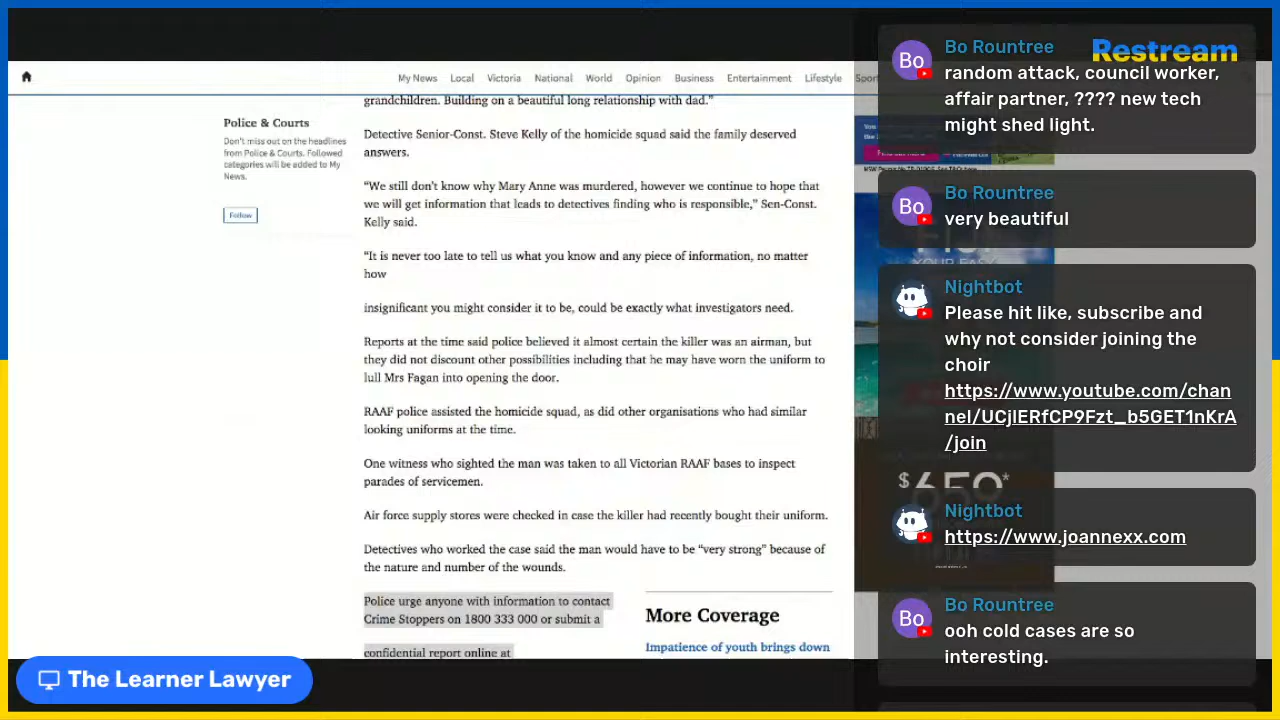 My News Local Victoria National World Opinion Business Entertainment Lifestyle Sport
grandchildren. Building on a beautiful long relationship with dad."
Police & Courts
Don't miss out on the headlines
from Police & Courts. Followed
categories will be added to My
News.
Follow
Detective Senior-Const. Steve Kelly of the homicide squad said the family deserved
answers.
"We still don't know why Mary Anne was murdered, however we continue to hope that
we will get information that leads to detectives finding who is responsible," Sen-Const.
Kelly said.
"It is never too late to tell us what you know and any piece of information, no matter
how
insignificant you might consider it to be, could be exactly what investigators need.
Reports at the time said police believed it almost certain the killer was an airman, but
they did not discount other possibilities including that he may have worn the uniform to
lull Mrs Fagan into opening the door.
RAAF police assisted the homicide squad, as did other organisations who had similar
looking uniforms at the time.
One witness who sighted the man was taken to all Victorian RAAF bases to inspect
parades of servicemen.
Air force supply stores were checked in case the killer had recently bought their uniform.
Detectives who worked the case said the man would have to be "very strong" because of
the nature and number of the wounds.
Police urge anyone with information to contact
Crime Stoppers on 1800 333 000 or submit a
confidential report online at
More Coverage
Impatience of youth brings down
The Learner Lawyer
Restream
Bo
Bo Rountree
random attack, council worker,
affair partner, ???? new tech
might shed light.
Bo
Bo Rountree
very beautiful
Nightbot
Please hit like, subscribe and
why not consider joining the
choir
https://www.youtube.com/chan
nel/UCjlERfCP9Fzt_b5GET1nKrA
/join
$659*
Nightbot
https://www.joannexx.com
Bo
Bo Rountree
ooh cold cases are so
interesting.